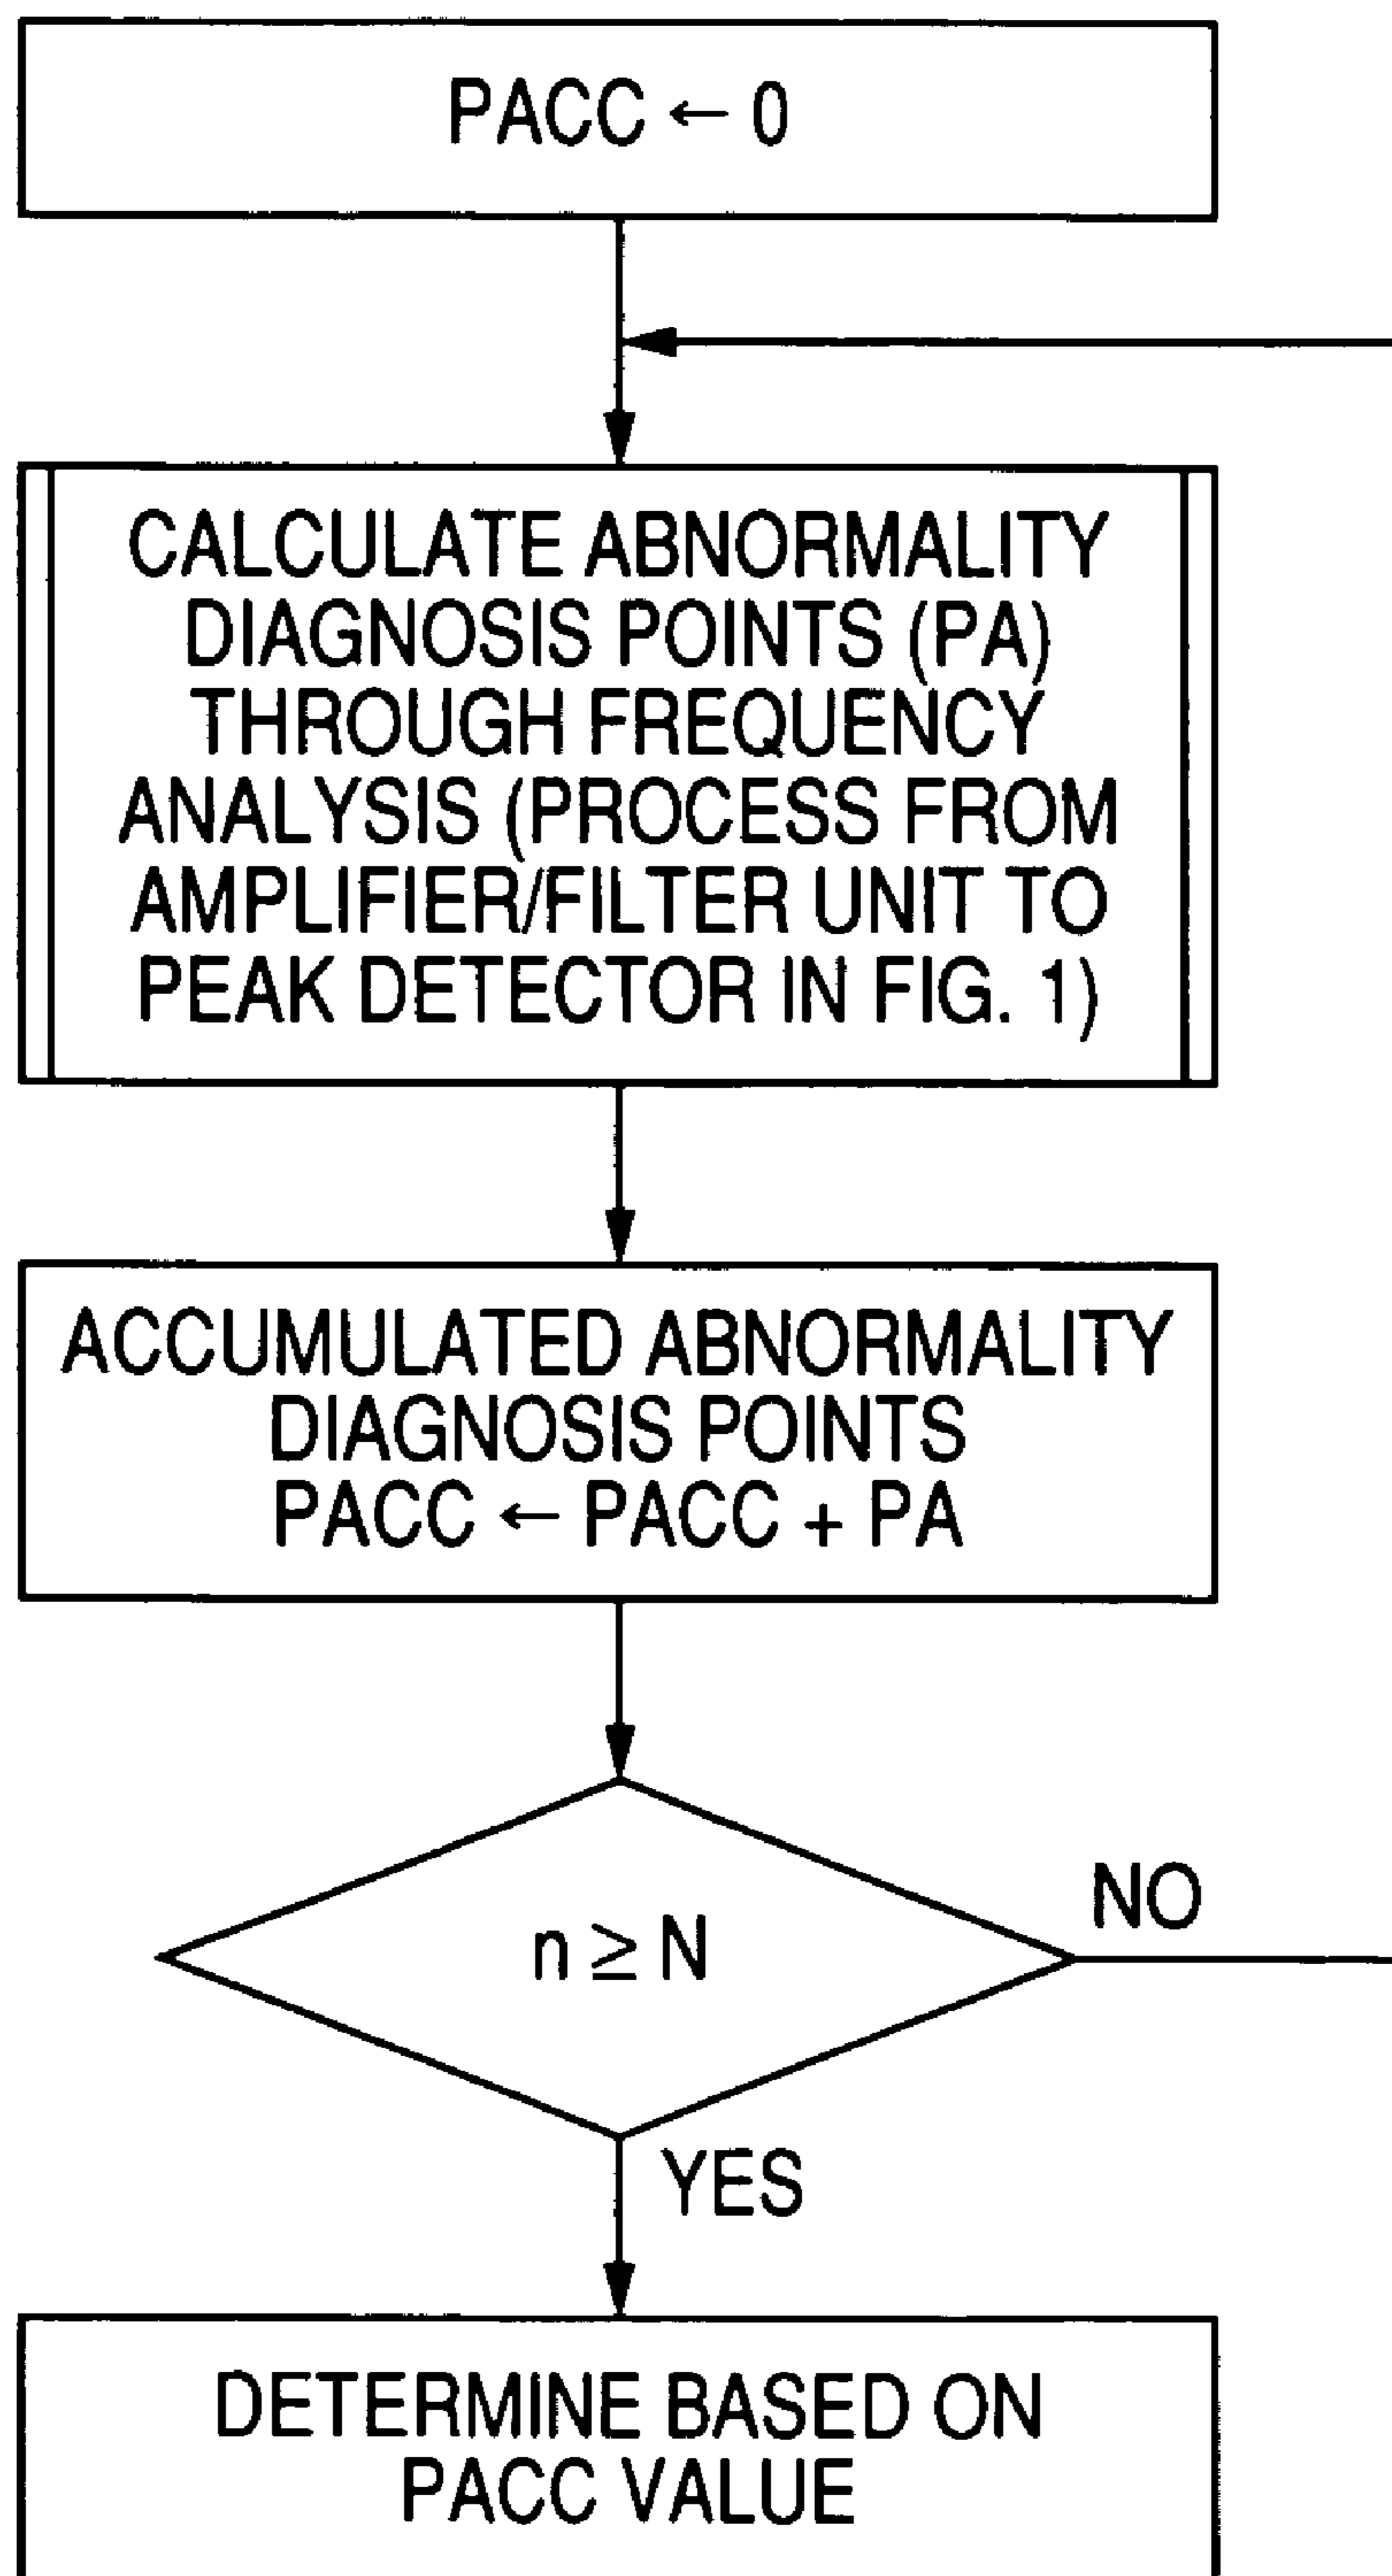 PACC ← 0
CALCULATE ABNORMALITY
DIAGNOSIS POINTS (PA)
THROUGH FREQUENCY
ANALYSIS (PROCESS FROM
AMPLIFIER/FILTER UNIT TO
PEAK DETECTOR IN FIG. 1)
ACCUMULATED ABNORMALITY
DIAGNOSIS POINTS
PACC ← PACC + PA
n ≥ N
NO
YES
DETERMINE BASED ON
PACC VALUE